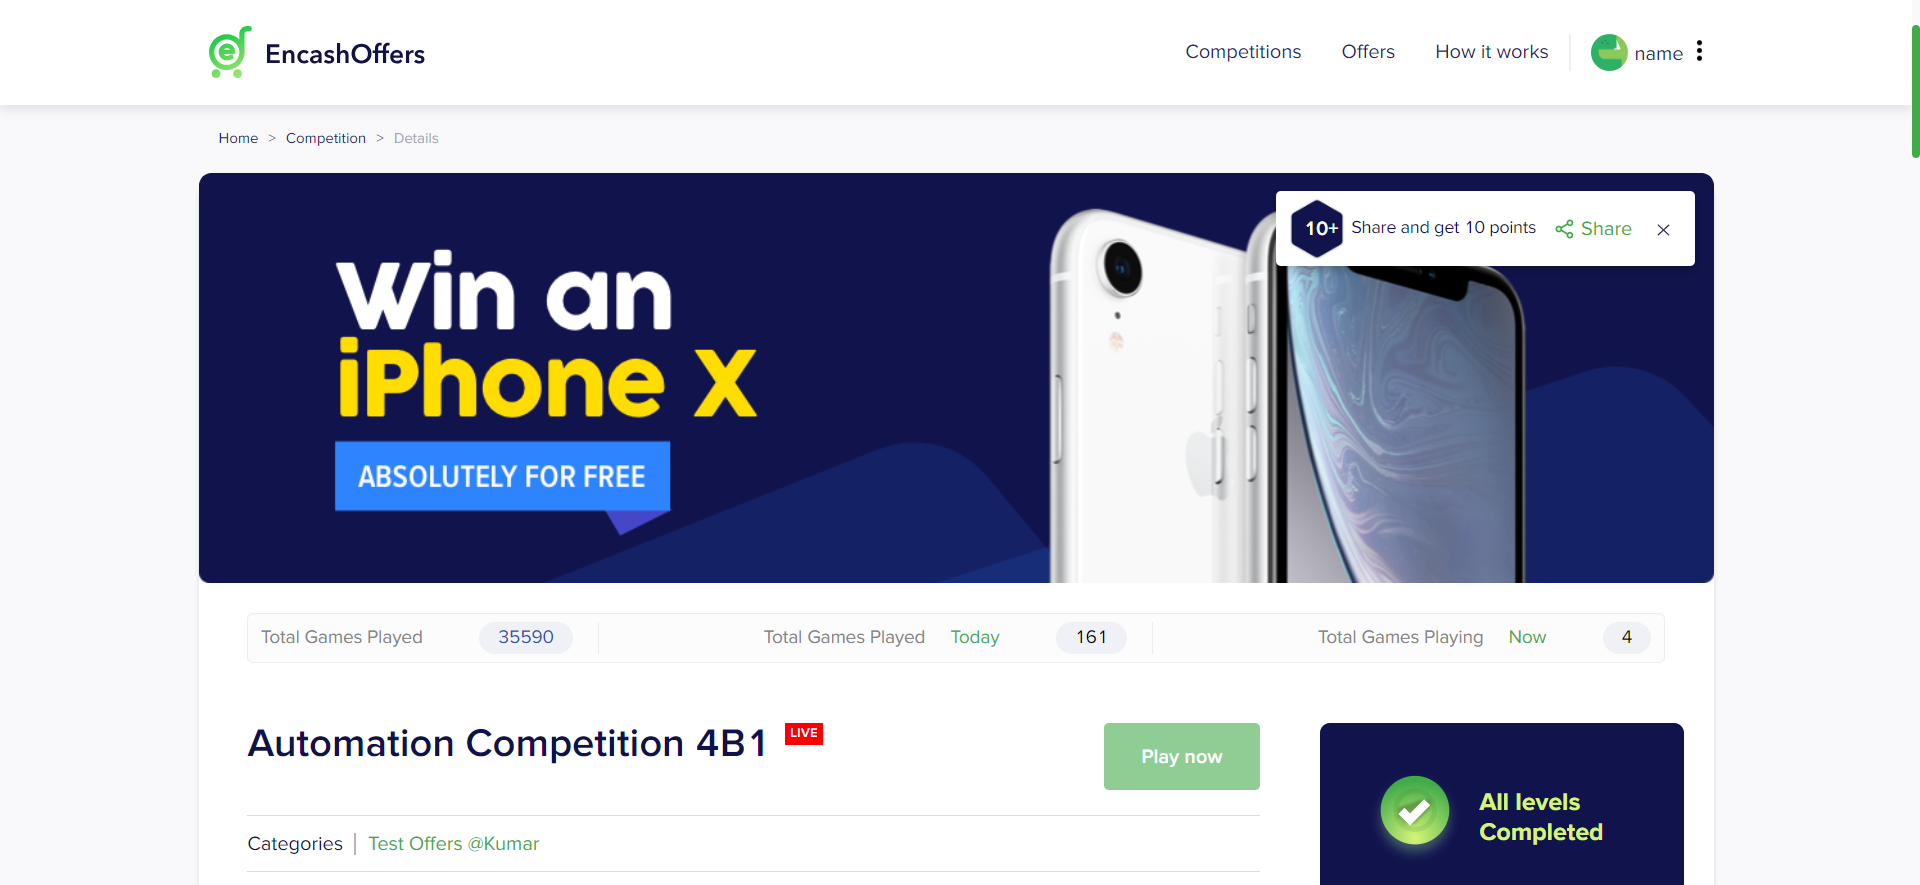 EncashOffers
Competitions
Offers
How it works
name
Home > Competition > Details
Win an
iPhone X
ABSOLUTELY FOR FREE
10+ Share and get 10 points Share
Total Games Played 35590
Total Games Played Today 161
Total Games Playing Now 4
Automation Competition 4B1 LIVE
Play now
All levels
Completed
Categories | Test Offers @Kumar